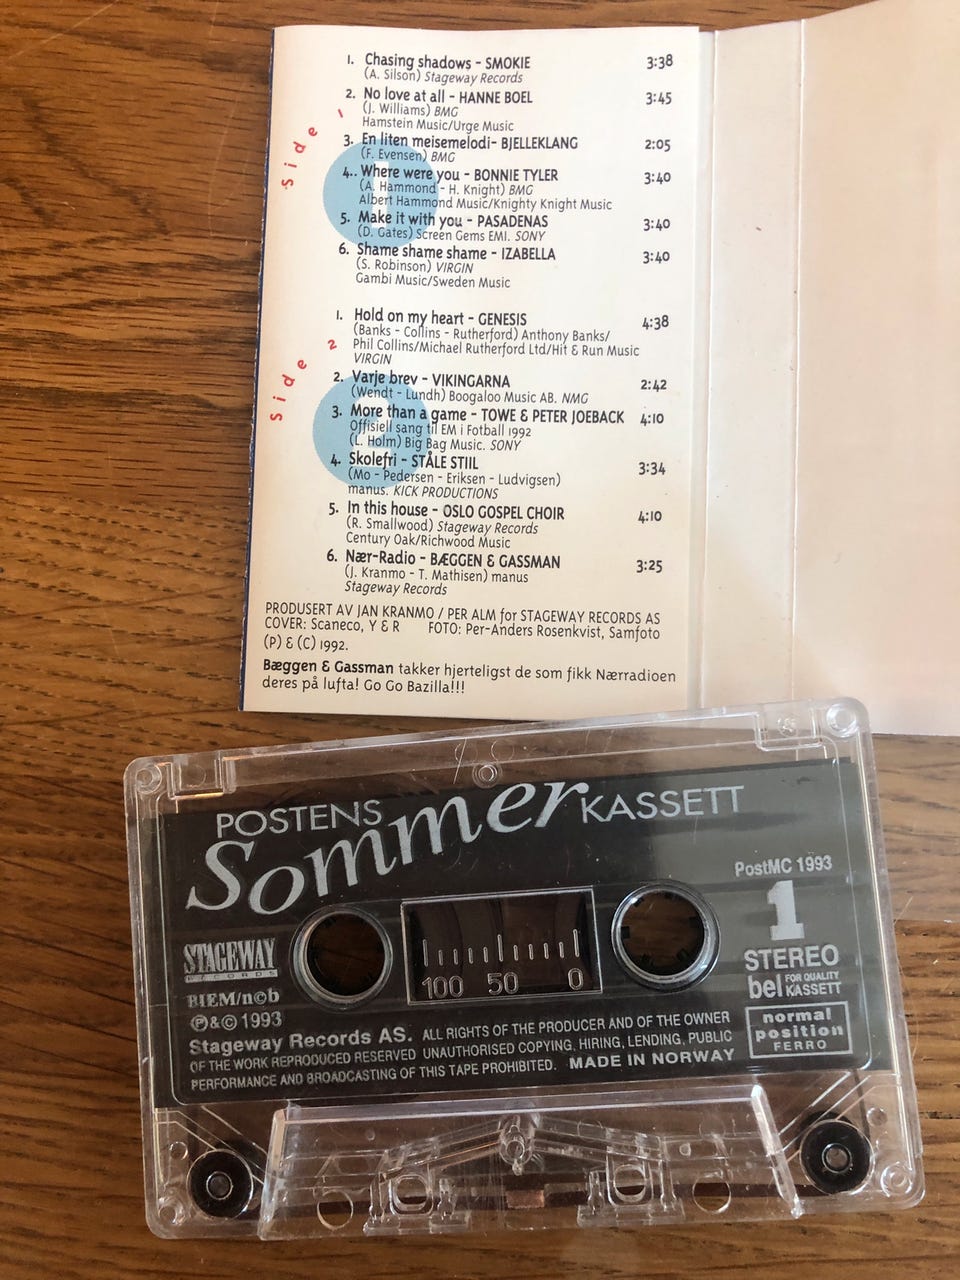 Side 1
1. Chasing shadows - SMOKIE 3:38
(A. Silson) Stageway Records
2. No love at all - HANNE BOEL 3:45
(J. Williams) BMG
Hamstein Music/Urge Music
3. En liten meisemelodi- BJELLEKLANG 2:05
(F. Evensen) BMG
4.. Where were you - BONNIE TYLER 3:40
(A. Hammond - H. Knight) BMG
Albert Hammond Music/Knighty Knight Music
5. Make it with you - PASADENAS 3:40
(D. Gates) Screen Gems EMI. SONY
6. Shame shame shame - IZABELLA 3:40
(S. Robinson) VIRGIN
Gambi Music/Sweden Music
Side 2
1. Hold on my heart - GENESIS 4:38
(Banks - Collins - Rutherford) Anthony Banks/
Phil Collins/Michael Rutherford Ltd/Hit & Run Music
VIRGIN
2. Varje brev - VIKINGARNA 2:42
(Wendt - Lundh) Boogaloo Music AB. NMG
3. More than a game - TOWE & PETER JOEBACK 4:10
Offisiell sang til EM i Fotball 1992
(L. Holm) Big Bag Music. SONY
4. Skolefri - STÅLE STIIL 3:34
(Mo - Pedersen - Eriksen - Ludvigsen)
manus. KICK PRODUCTIONS
5. In this house - OSLO GOSPEL CHOIR 4:10
(R. Smallwood) Stageway Records
Century Oak/Richwood Music
6. Nær-Radio - BÆGGEN & GASSMAN 3:25
(J. Kranmo - T. Mathisen) manus
Stageway Records
PRODUSERT AV JAN KRANMO / PER ALM for STAGEWAY RECORDS AS
COVER: Scaneco, Y & R FOTO: Per-Anders Rosenkvist, Samfoto
(P) & (C) 1992.
Bæggen & Gassman takker hjerteligst de som fikk Nærradioen
deres på lufta! Go Go Bazilla!!!
POSTENS Sommer KASSETT
PostMC 1993
1
STEREO
bel FOR QUALITY KASSETT
normal
position
FERRO
STAGEWAY
RECORDS
BIEM/n©b
℗&© 1993
100 50 0
Stageway Records AS. ALL RIGHTS OF THE PRODUCER AND OF THE OWNER
OF THE WORK REPRODUCED RESERVED UNAUTHORISED COPYING, HIRING, LENDING, PUBLIC
PERFORMANCE AND BROADCASTING OF THIS TAPE PROHIBITED. MADE IN NORWAY